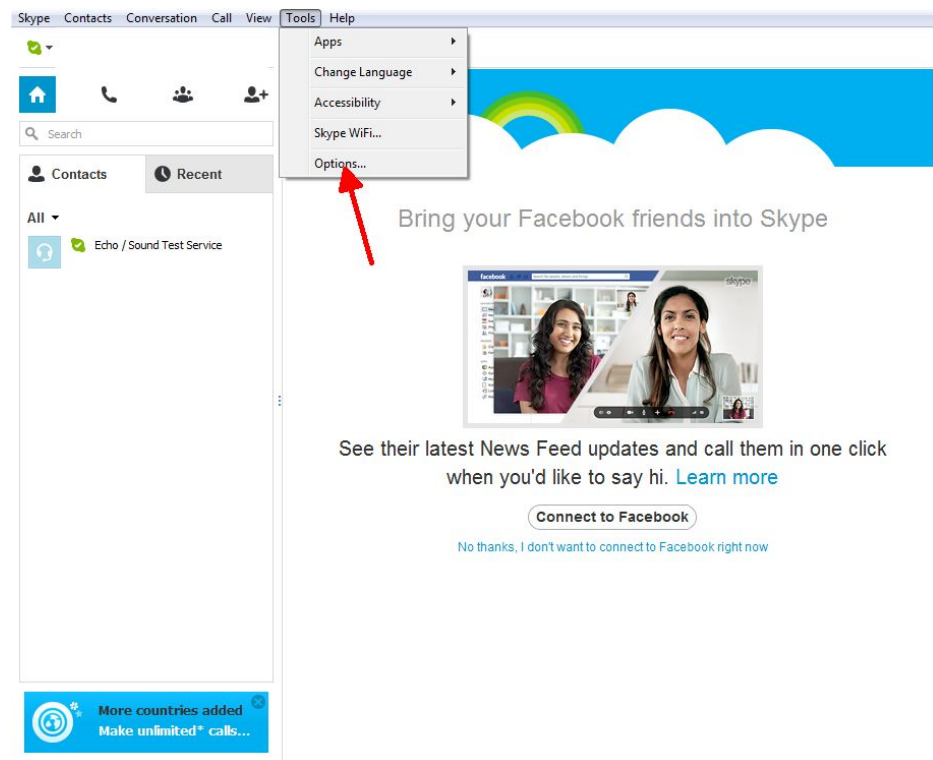 Skype Contacts Conversation Call View Tools Help
Apps
Change Language
Accessibility
Skype WiFi...
Options...
Search
Contacts Recent
All
Echo / Sound Test Service
Bring your Facebook friends into Skype
facebook
skype
See their latest News Feed updates and call them in one click
when you'd like to say hi. Learn more
Connect to Facebook
No thanks, I don't want to connect to Facebook right now
More countries added
Make unlimited* calls...